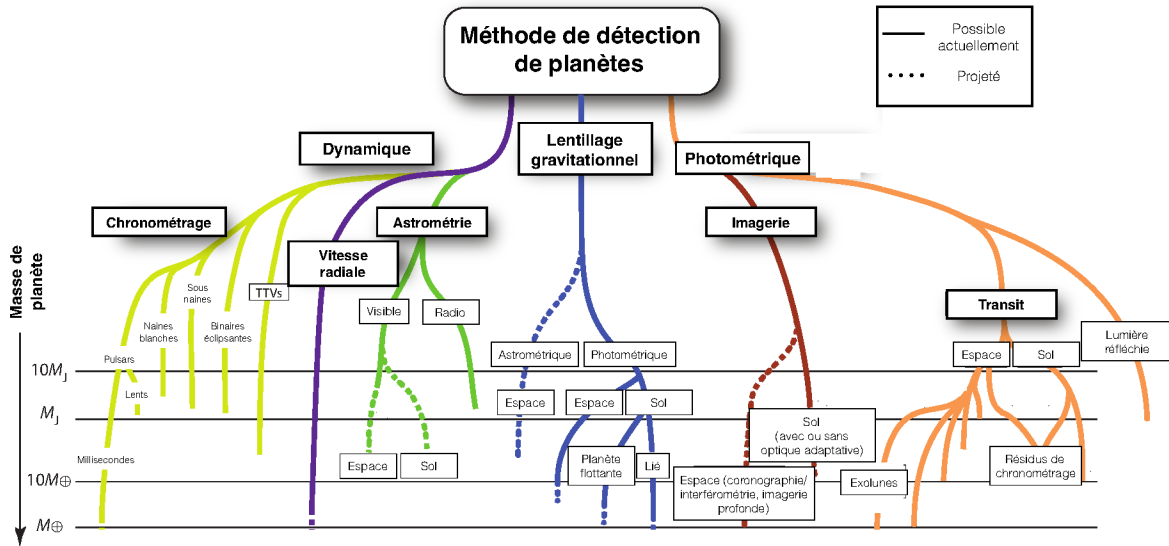 Méthode de détection
de planètes
Possible
actuellement
Projeté
Dynamique
Lentillage
gravitationnel
Photométrique
Chronométrage
Vitesse
radiale
Astrométrie
Imagerie
Transit
Masse de
planète
Pulsars
Lents
Millisecondes
Naines
blanches
Sous
naines
Binaires
éclipsantes
TTVs
Visible
Radio
Espace
Sol
Astrométrique
Photométrique
Espace
Espace
Sol
Planète
flottante
Lié
Sol
(avec ou sans
optique adaptative)
Espace (coronographie/
interférométrie, imagerie
profonde)
Espace
Sol
Lumière
réfléchie
Exolunes
Résidus de
chronométrage
10MJ
MJ
10M⊕
M⊕